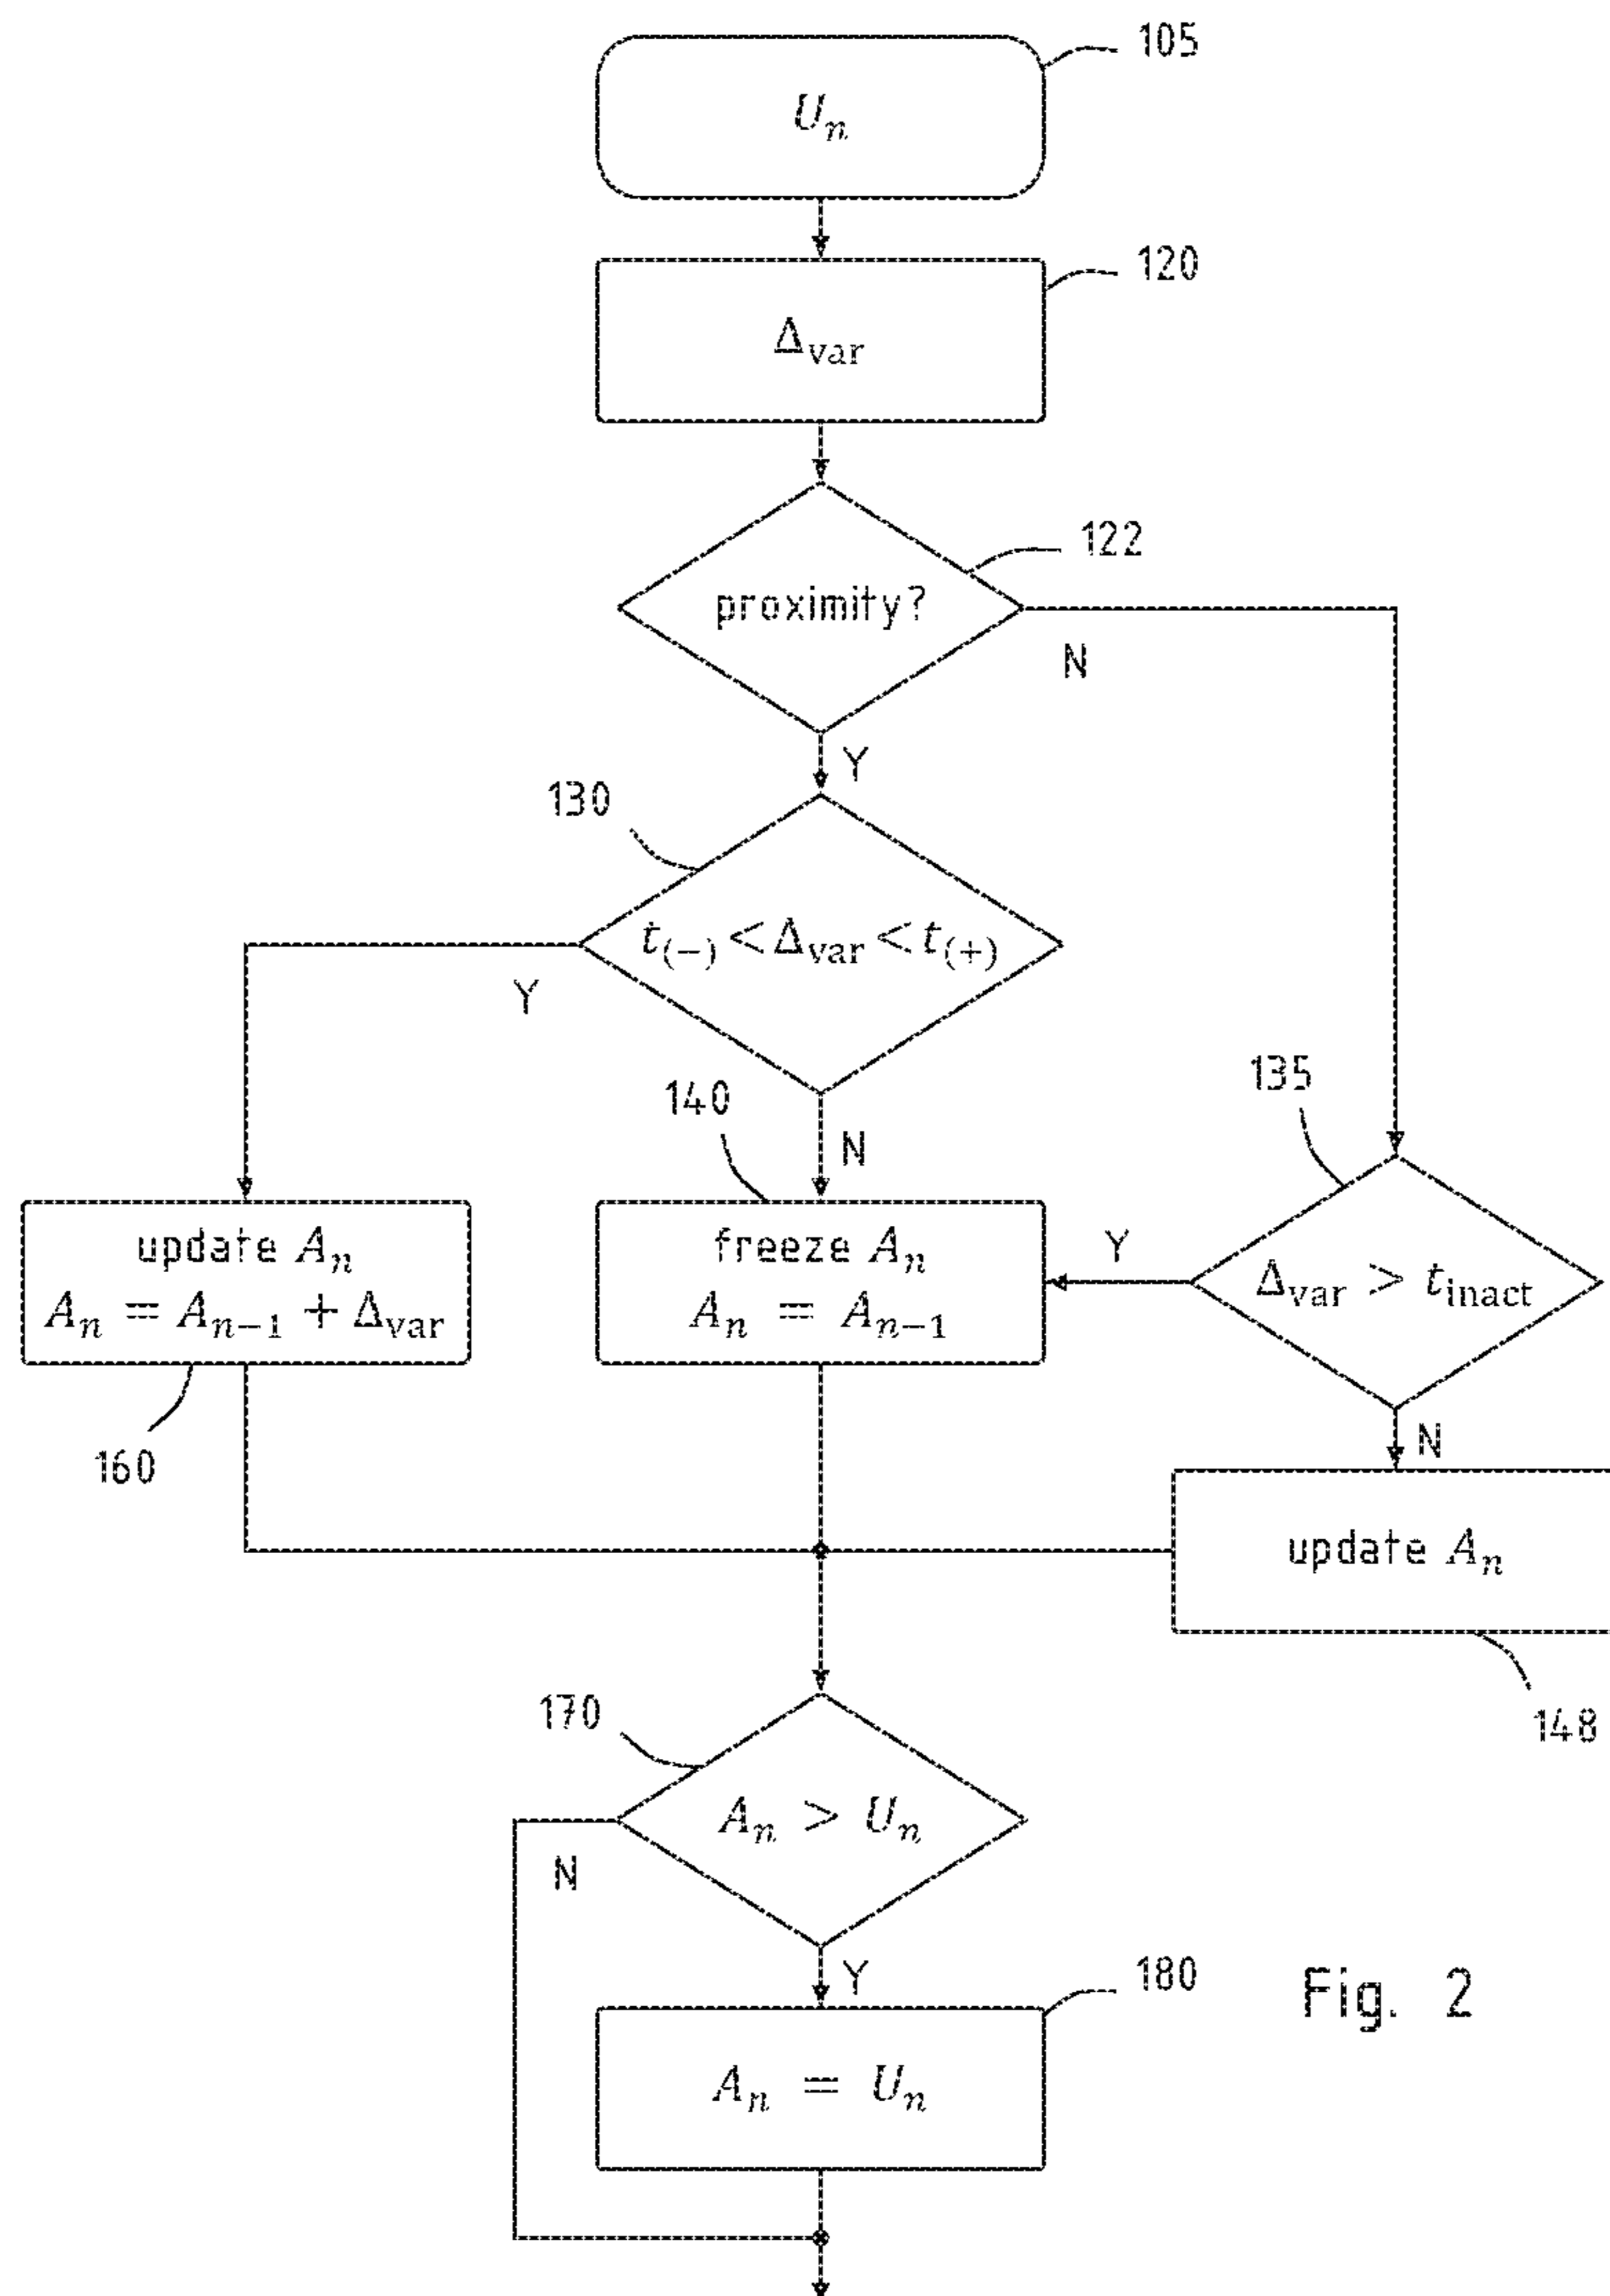 105
Uₙ
120
Δvar
122
proximity?
N
Y
130
t(−) < Δvar < t(+)
Y
135
140
N
update Aₙ
Aₙ = Aₙ₋₁ + Δvar
freeze Aₙ
Aₙ = Aₙ₋₁
Y
Δvar > tinact
160
N
update Aₙ
148
170
Aₙ > Uₙ
N
Y
180
Aₙ = Uₙ
Fig. 2